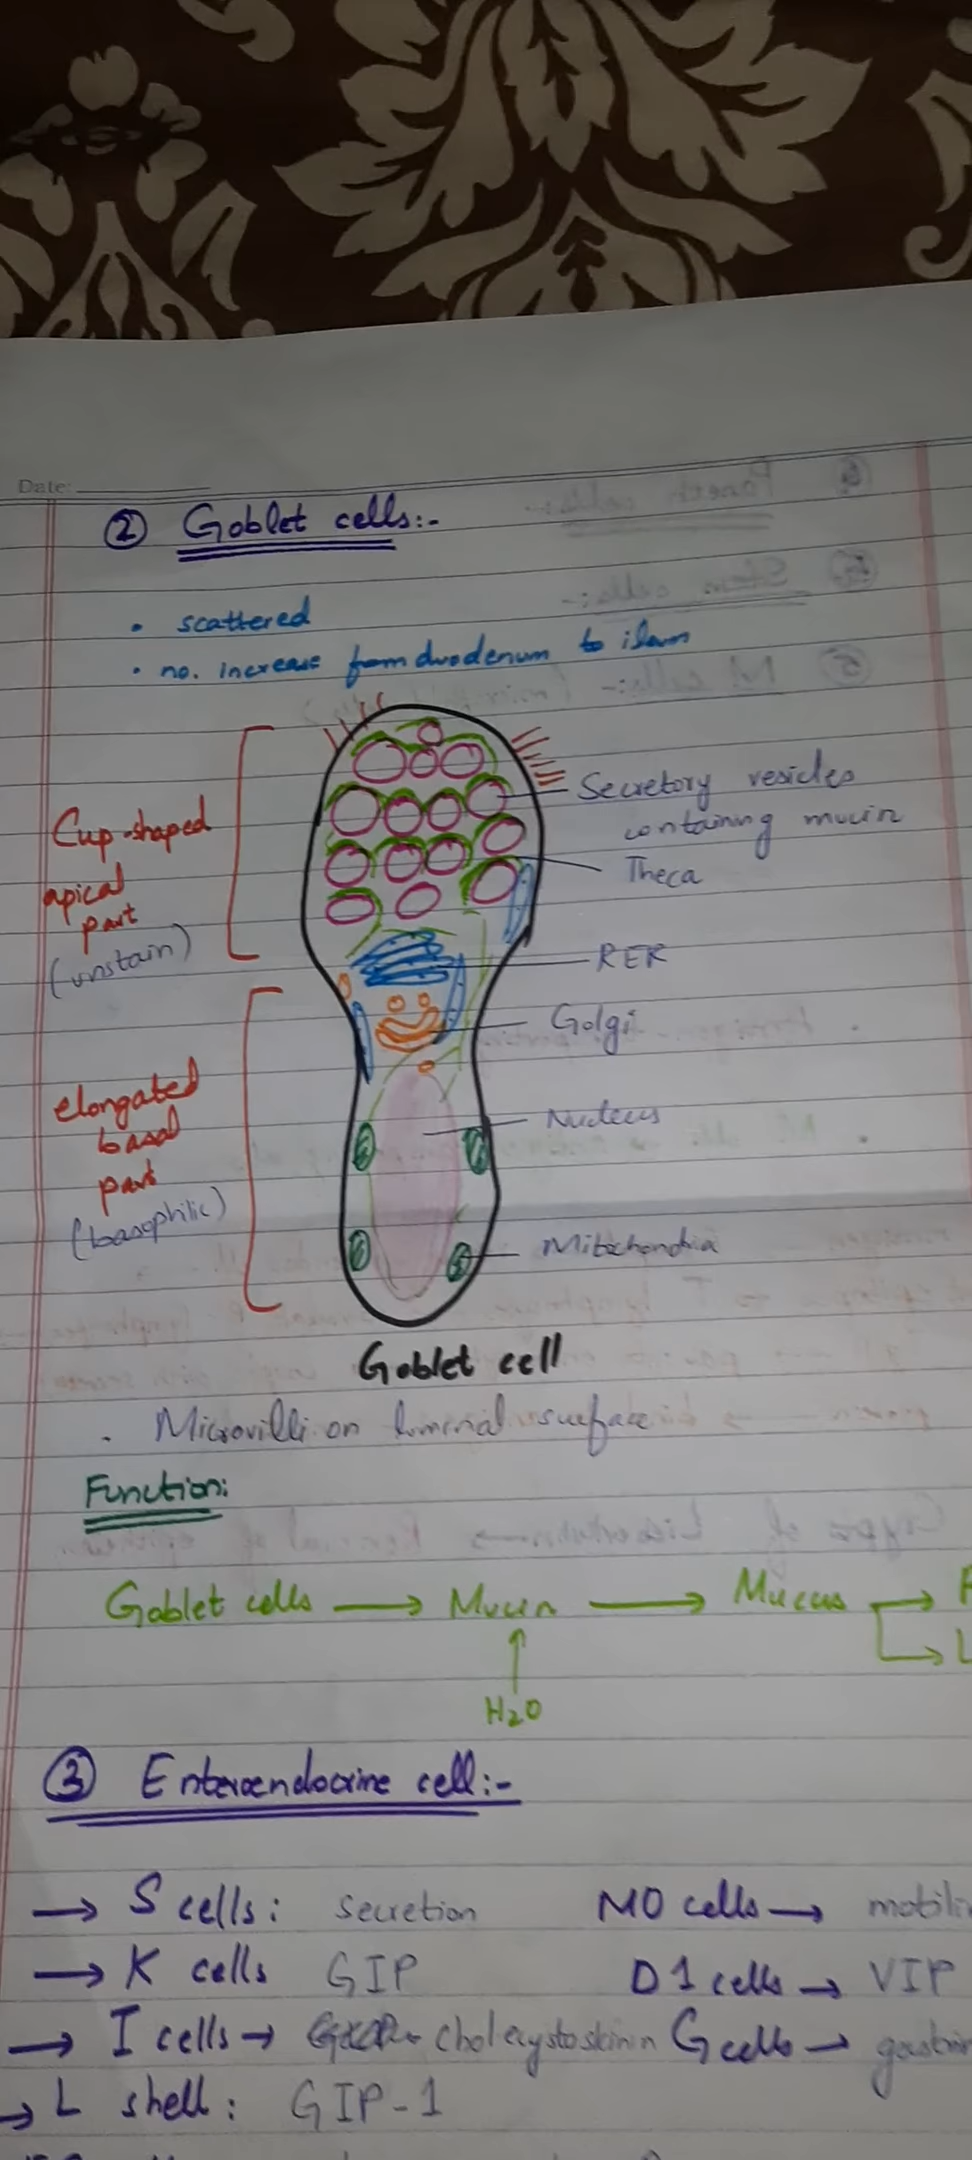 Date:
② Goblet cells:-
• scattered
• no. increase from duodenum to ileum
Cup-shaped
apical
part
(unstain)
Secretory vesicles
containing mucin
Theca
RER
Golgi
elongated
basal
part
(basophilic)
Nucleus
Mitochondria
Goblet cell
• Microvilli on luminal surface
Function:
Goblet cells → Mucin → Mucus →
H2O
③ Enteroendocrine cell:-
→ S cells: secretion MO cells →
→ K cells GIP D1 cells → VIP
→ I cells → cholecystoskinin G cells →
→ L shell: GIP-1